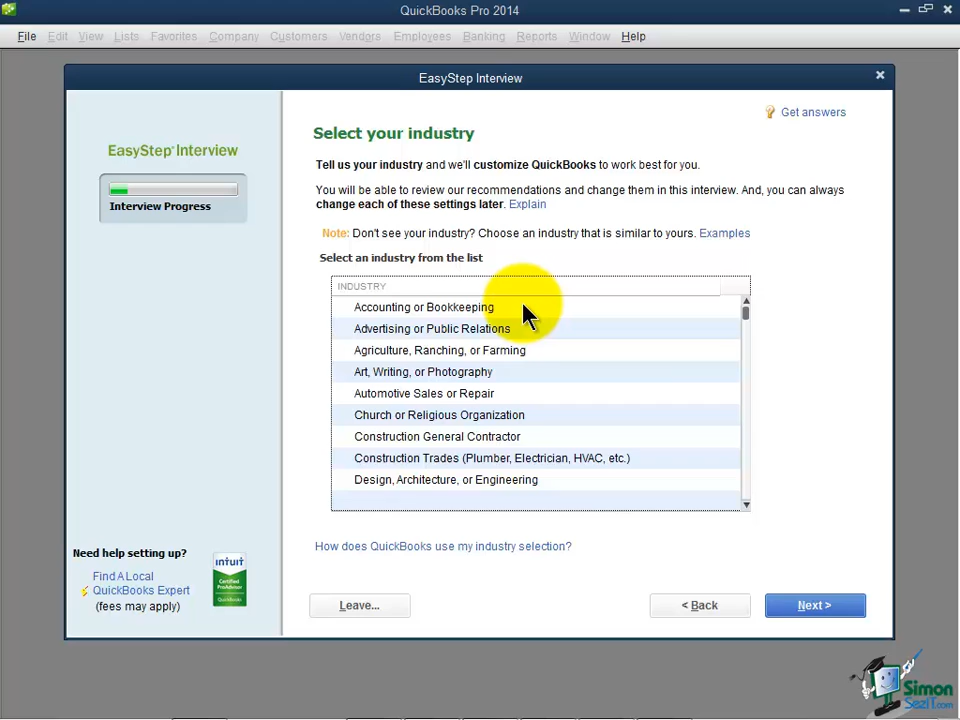 QuickBooks Pro 2014
File Edit View Lists Favorites Company Customers Vendors Employees Banking Reports Window Help
EasyStep Interview
Get answers
Select your industry
EasyStep® Interview
Interview Progress
Tell us your industry and we'll customize QuickBooks to work best for you.
You will be able to review our recommendations and change them in this interview. And, you can always
change each of these settings later. Explain
Note: Don't see your industry? Choose an industry that is similar to yours. Examples
Select an industry from the list
INDUSTRY
Accounting or Bookkeeping
Advertising or Public Relations
Agriculture, Ranching, or Farming
Art, Writing, or Photography
Automotive Sales or Repair
Church or Religious Organization
Construction General Contractor
Construction Trades (Plumber, Electrician, HVAC, etc.)
Design, Architecture, or Engineering
How does QuickBooks use my industry selection?
Need help setting up?
Find A Local
QuickBooks Expert
(fees may apply)
intuit
Certified
ProAdvisor
QuickBooks
Leave...
< Back
Next >
Simon
SezIT.com